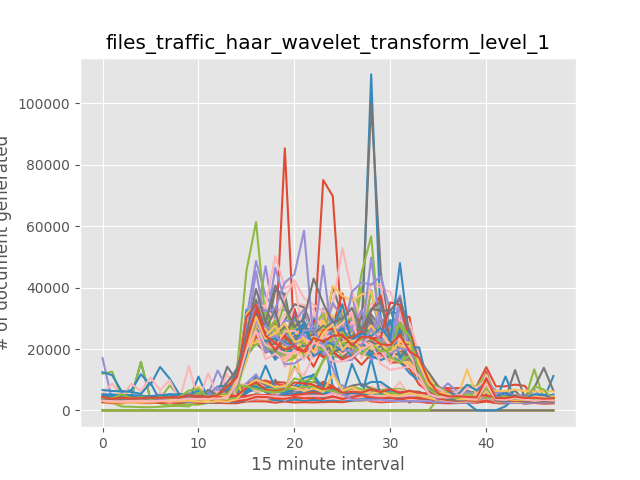 files_traffic_haar_wavelet_transform_level_1
# of document generated
100000
80000
60000
40000
20000
0
0 10 20 30 40
15 minute interval